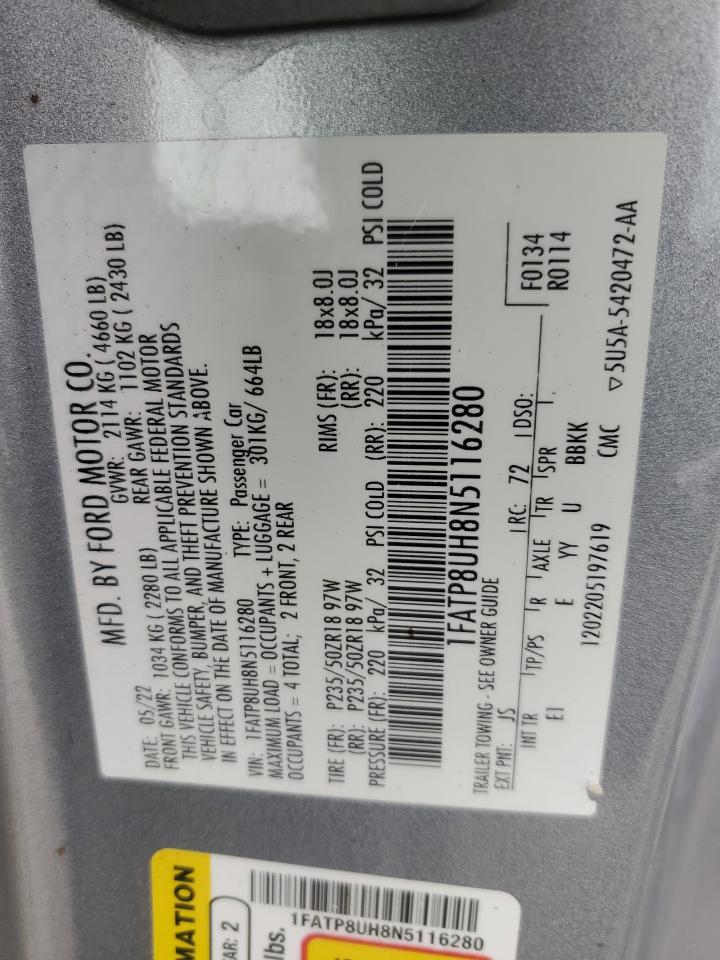 MFD. BY FORD MOTOR CO.
DATE: 05/22 GVWR: 2114 KG ( 4660 LB)
FRONT GAWR: 1034 KG ( 2280 LB) REAR GAWR: 1102 KG ( 2430 LB)
THIS VEHICLE CONFORMS TO ALL APPLICABLE FEDERAL MOTOR
VEHICLE SAFETY, BUMPER, AND THEFT PREVENTION STANDARDS
IN EFFECT ON THE DATE OF MANUFACTURE SHOWN ABOVE.
VIN: 1FATP8UH8N5116280 TYPE: Passenger Car
MAXIMUM LOAD = OCCUPANTS + LUGGAGE = 301KG/ 664LB
OCCUPANTS = 4 TOTAL; 2 FRONT, 2 REAR
TIRE (FR): P235/50ZR18 97W RIMS (FR): 18x8.0J
(RR): P235/50ZR18 97W (RR): 18x8.0J
PRESSURE (FR): 220 kPa/ 32 PSI COLD (RR): 220 kPa/ 32 PSI COLD
1FATP8UH8N5116280
TRAILER TOWING - SEE OWNER GUIDE
EXT PNT: JS RC: 72 DSO: F0134
R0114
INT TR TP/PS R AXLE TR SPR
EI E YY U BBKK
1202205197619 CMC ▽5U5A-5420472-AA
MATION
AR: 2
lbs.
1FATP8UH8N5116280